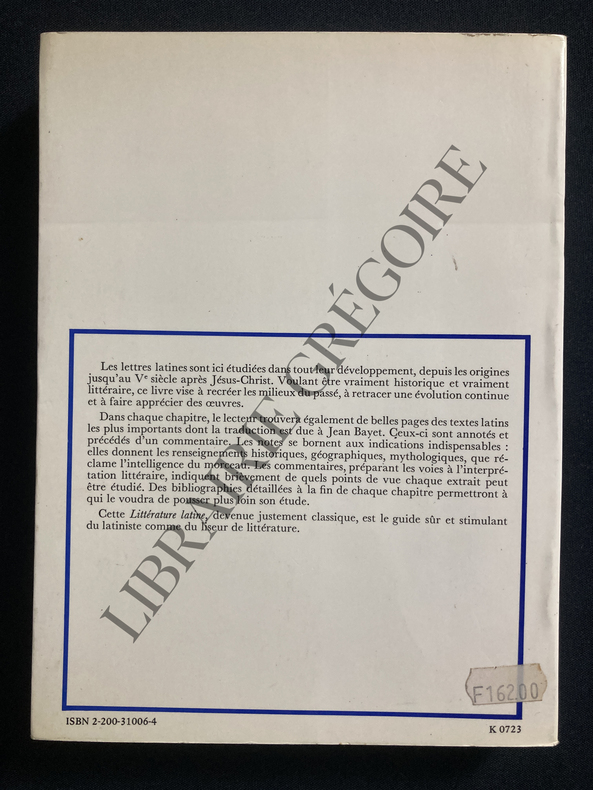 Les lettres latines sont ici étudiées dans tout leur développement, depuis les origines
jusqu'au Vᵉ siècle après Jésus-Christ. Voulant être vraiment historique et vraiment
littéraire, ce livre vise à recréer les milieux du passé, à retracer une évolution continue
et à faire apprécier des œuvres.
Dans chaque chapitre, le lecteur trouvera également de belles pages des textes latins
les plus importants dont la traduction est due à Jean Bayet. Ceux-ci sont annotés et
précédés d'un commentaire. Les notes se bornent aux indications indispensables :
elles donnent les renseignements historiques, géographiques, mythologiques, que ré-
clame l'intelligence du morceau. Les commentaires, préparant les voies à l'interpré-
tation littéraire, indiquent brièvement de quels points de vue chaque extrait peut
être étudié. Des bibliographies détaillées à la fin de chaque chapitre permettront à
qui le voudra de pousser plus loin son étude.
Cette Littérature latine, devenue justement classique, est le guide sûr et stimulant
du latiniste comme du liseur de littérature.
LIBRAIRIE GRÉGOIRE
F162.00
ISBN 2-200-31006-4
K 0723